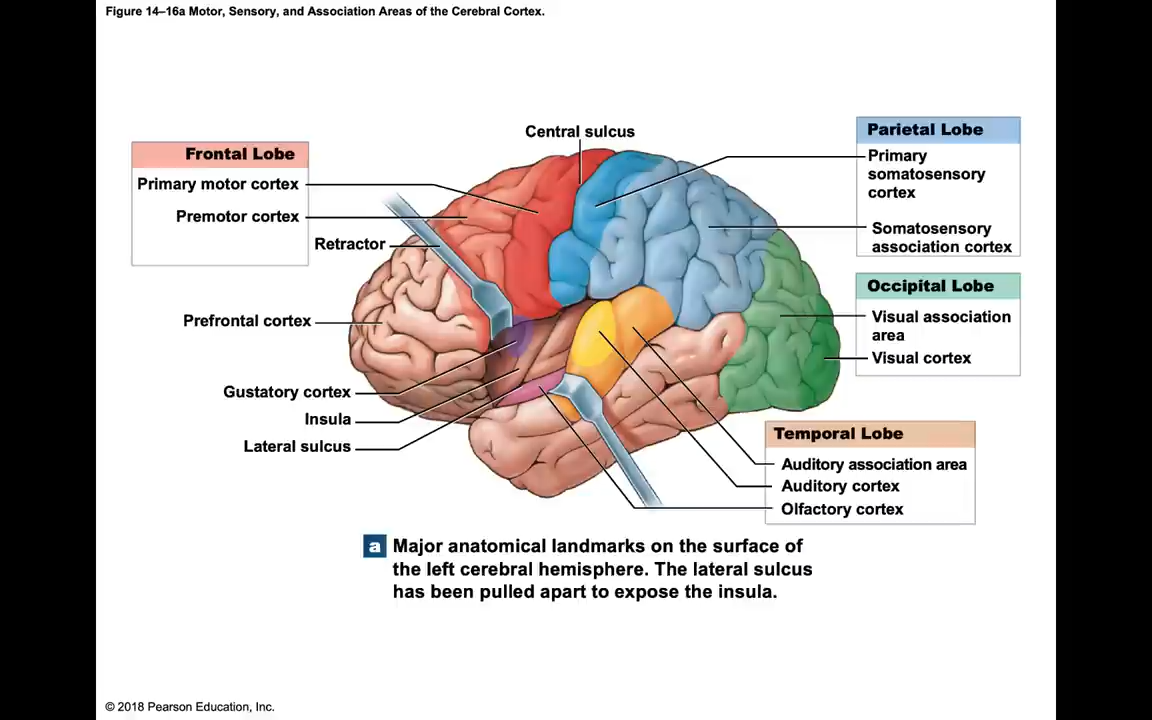 Figure 14–16a Motor, Sensory, and Association Areas of the Cerebral Cortex.
Central sulcus
Frontal Lobe
Primary motor cortex
Premotor cortex
Retractor
Prefrontal cortex
Gustatory cortex
Insula
Lateral sulcus
Parietal Lobe
Primary
somatosensory
cortex
Somatosensory
association cortex
Occipital Lobe
Visual association
area
Visual cortex
Temporal Lobe
Auditory association area
Auditory cortex
Olfactory cortex
a Major anatomical landmarks on the surface of
the left cerebral hemisphere. The lateral sulcus
has been pulled apart to expose the insula.
© 2018 Pearson Education, Inc.